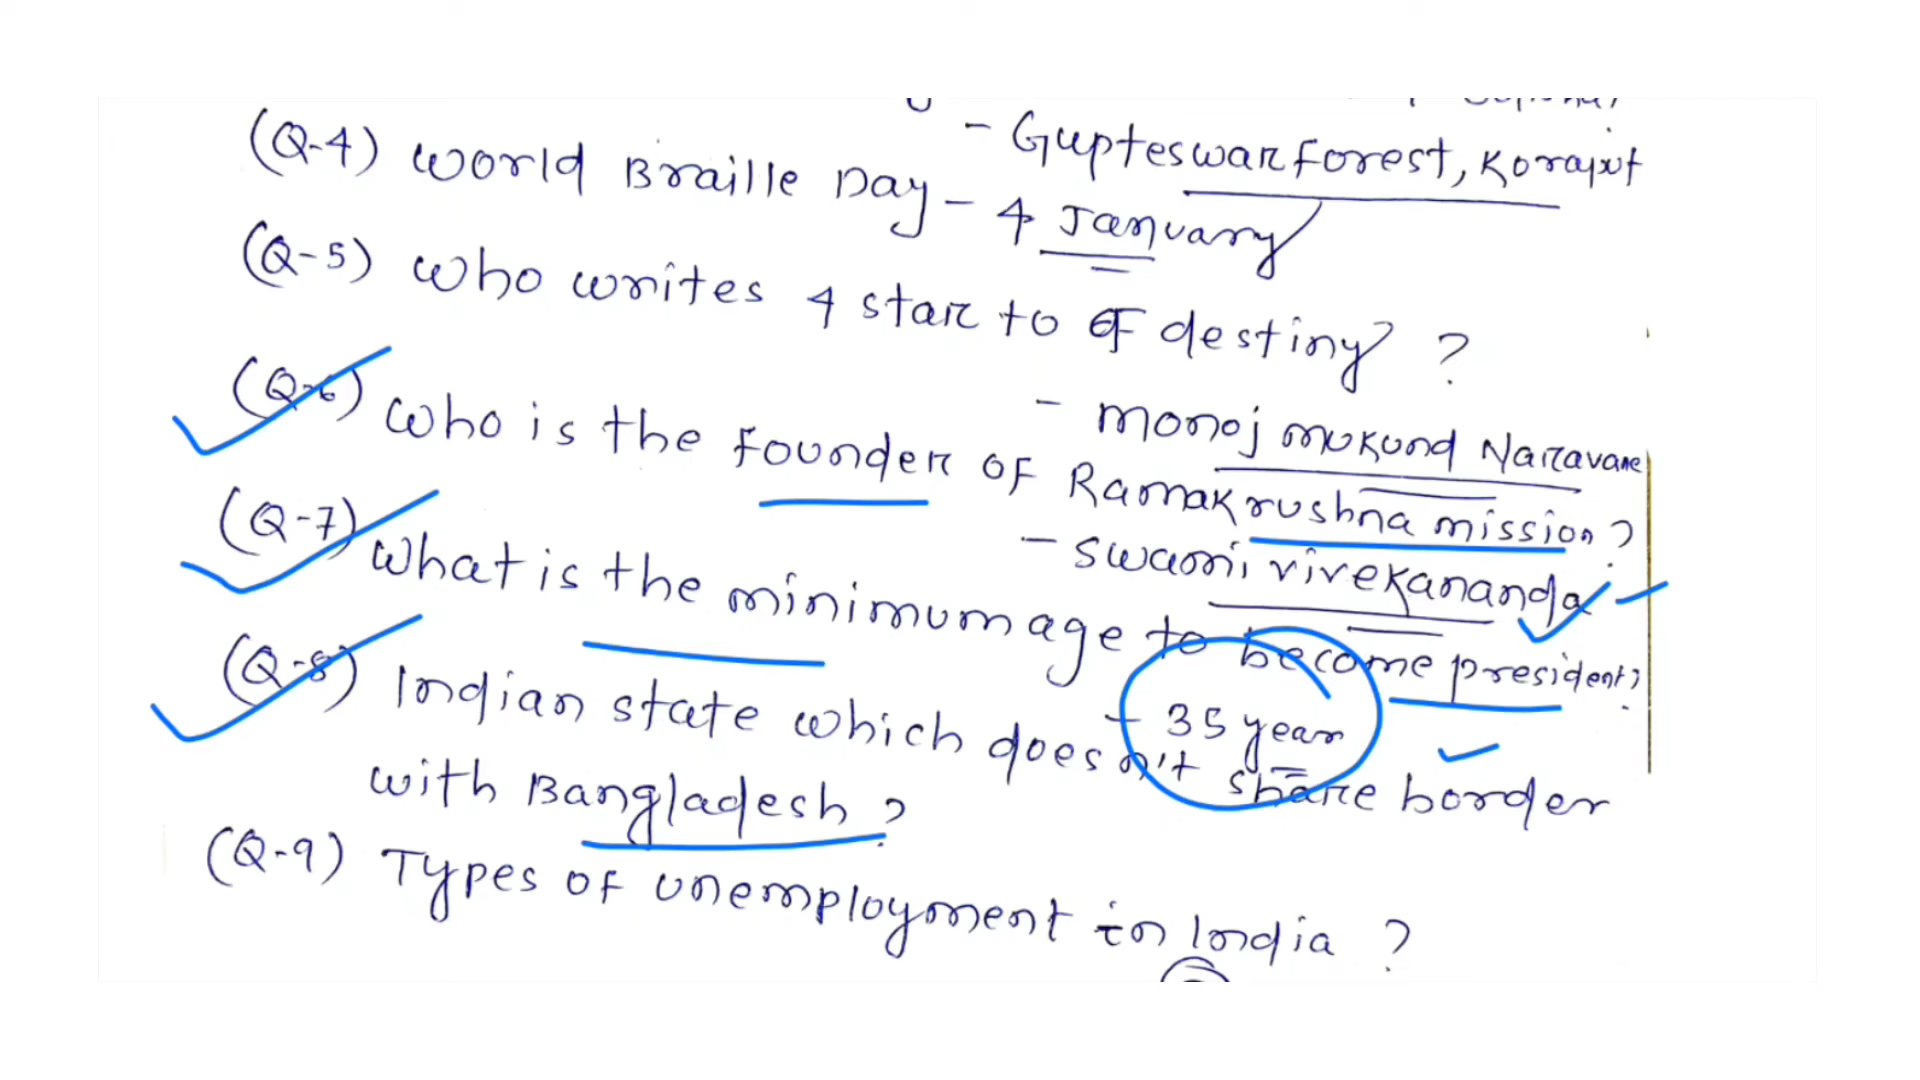 - Gupteswar Forest, Koraput
(Q-4) World Braille Day - 4 January
(Q-5) Who writes 4 star to of destiny?
- Monoj Mukund Naravane
(Q-6) Who is the founder of Ramakrushna mission?
- Swami vivekananda
(Q-7) What is the minimum age to become president?
- 35 year
(Q-8) Indian state which doesn't share border
with Bangladesh?
(Q-9) Types of unemployment in India?